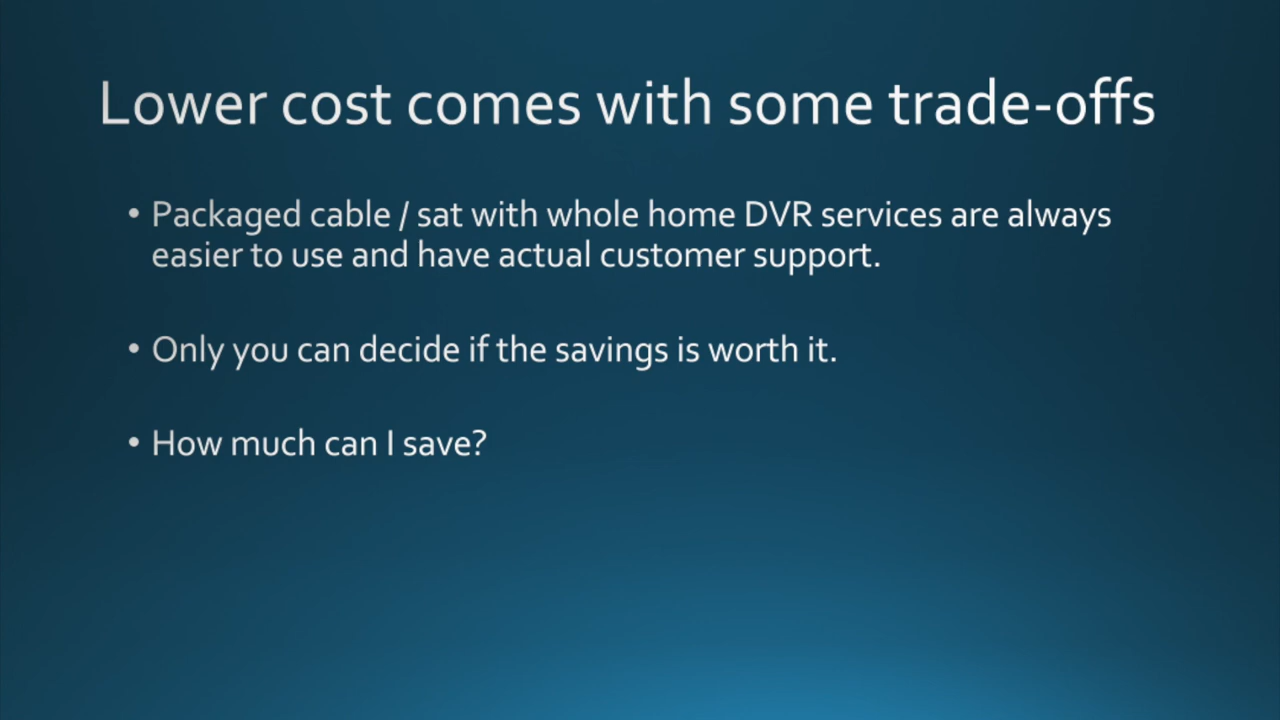 Lower cost comes with some trade-offs
• Packaged cable / sat with whole home DVR services are always
easier to use and have actual customer support.
• Only you can decide if the savings is worth it.
• How much can I save?